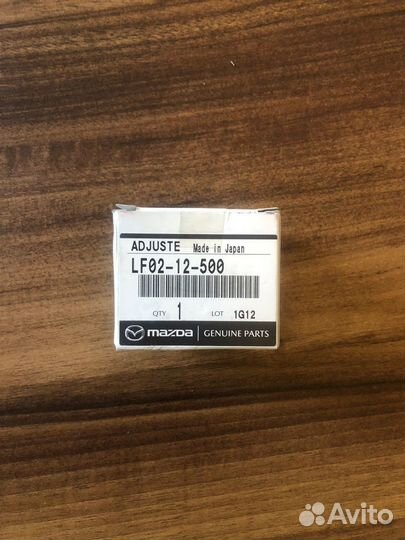 ADJUSTE Made in Japan
LF02-12-500
QTY 1 LOT 1G12
mazda GENUINE PARTS
Avito